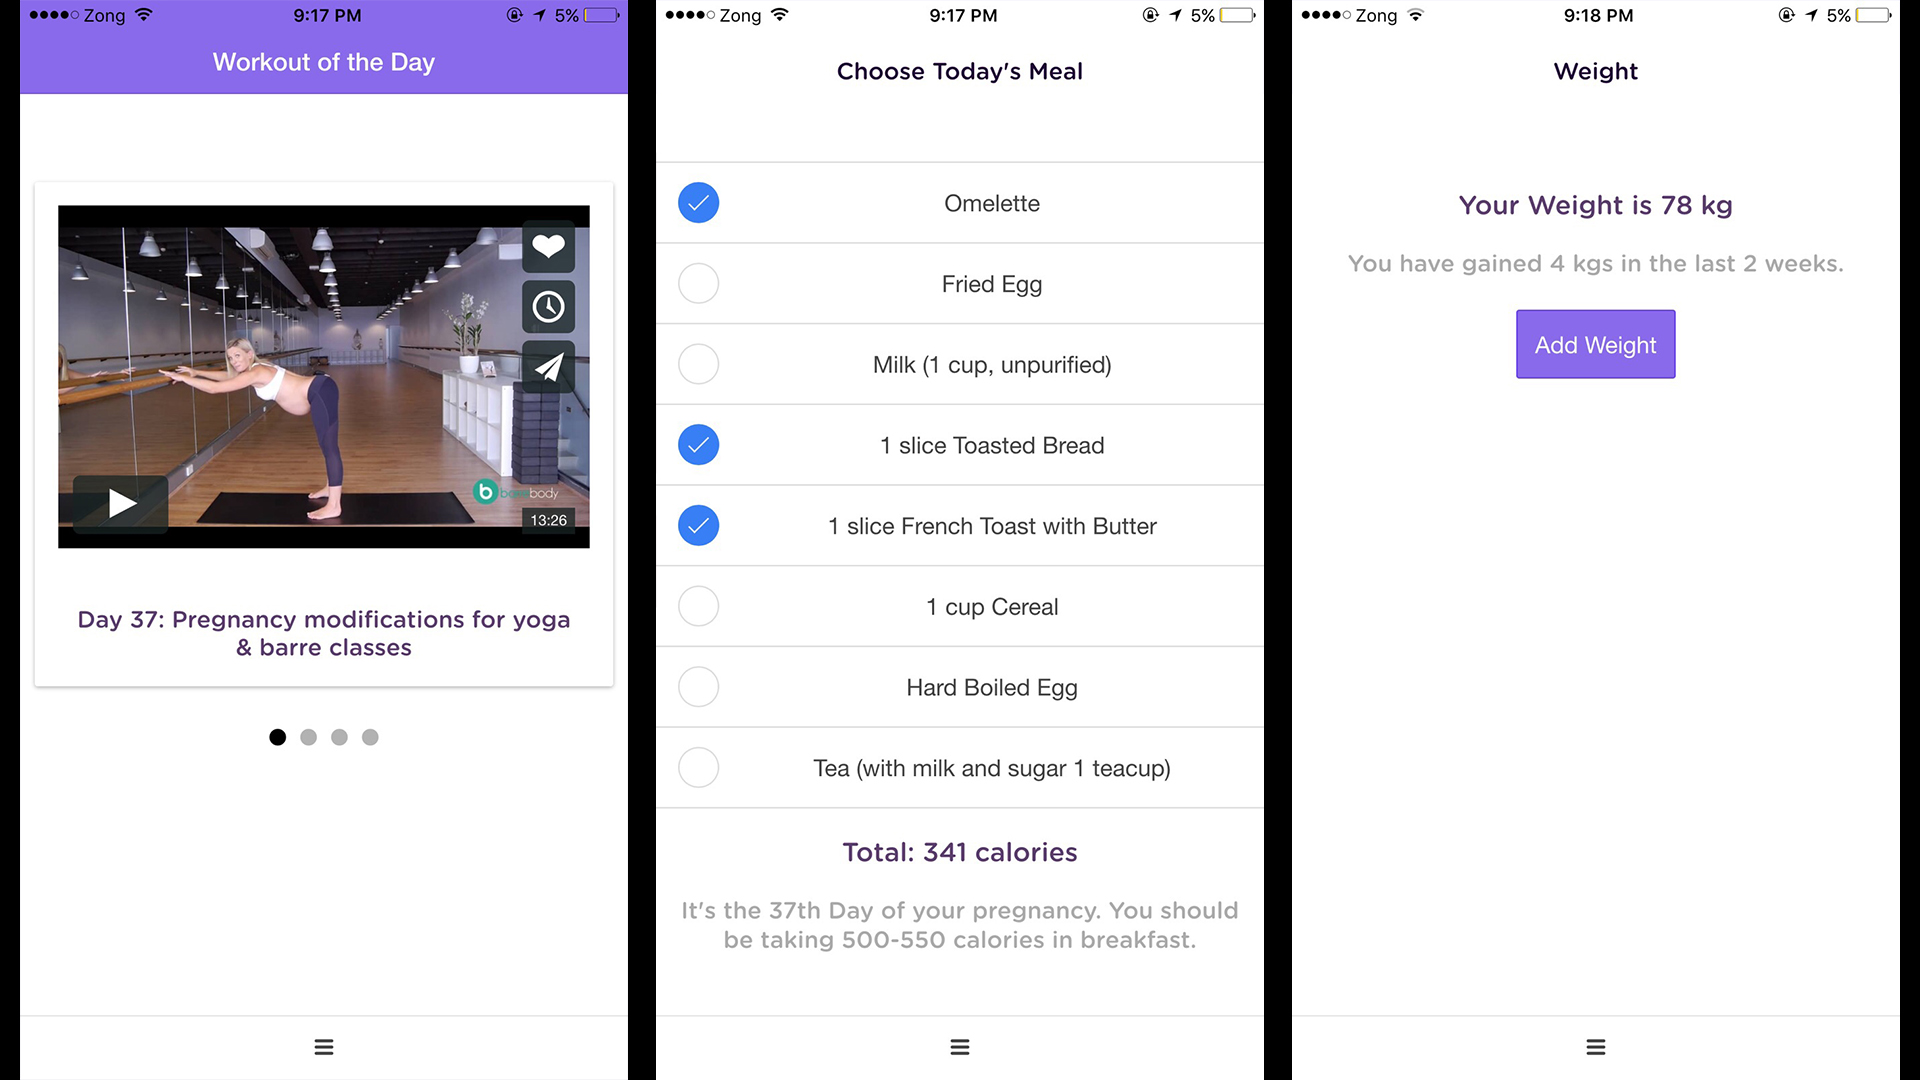 Zong
9:17 PM
5%
Workout of the Day
13:26
Day 37: Pregnancy modifications for yoga
& barre classes
Zong
9:17 PM
5%
Choose Today's Meal
Omelette
Fried Egg
Milk (1 cup, unpurified)
1 slice Toasted Bread
1 slice French Toast with Butter
1 cup Cereal
Hard Boiled Egg
Tea (with milk and sugar 1 teacup)
Total: 341 calories
It's the 37th Day of your pregnancy. You should
be taking 500-550 calories in breakfast.
Zong
9:18 PM
5%
Weight
Your Weight is 78 kg
You have gained 4 kgs in the last 2 weeks.
Add Weight